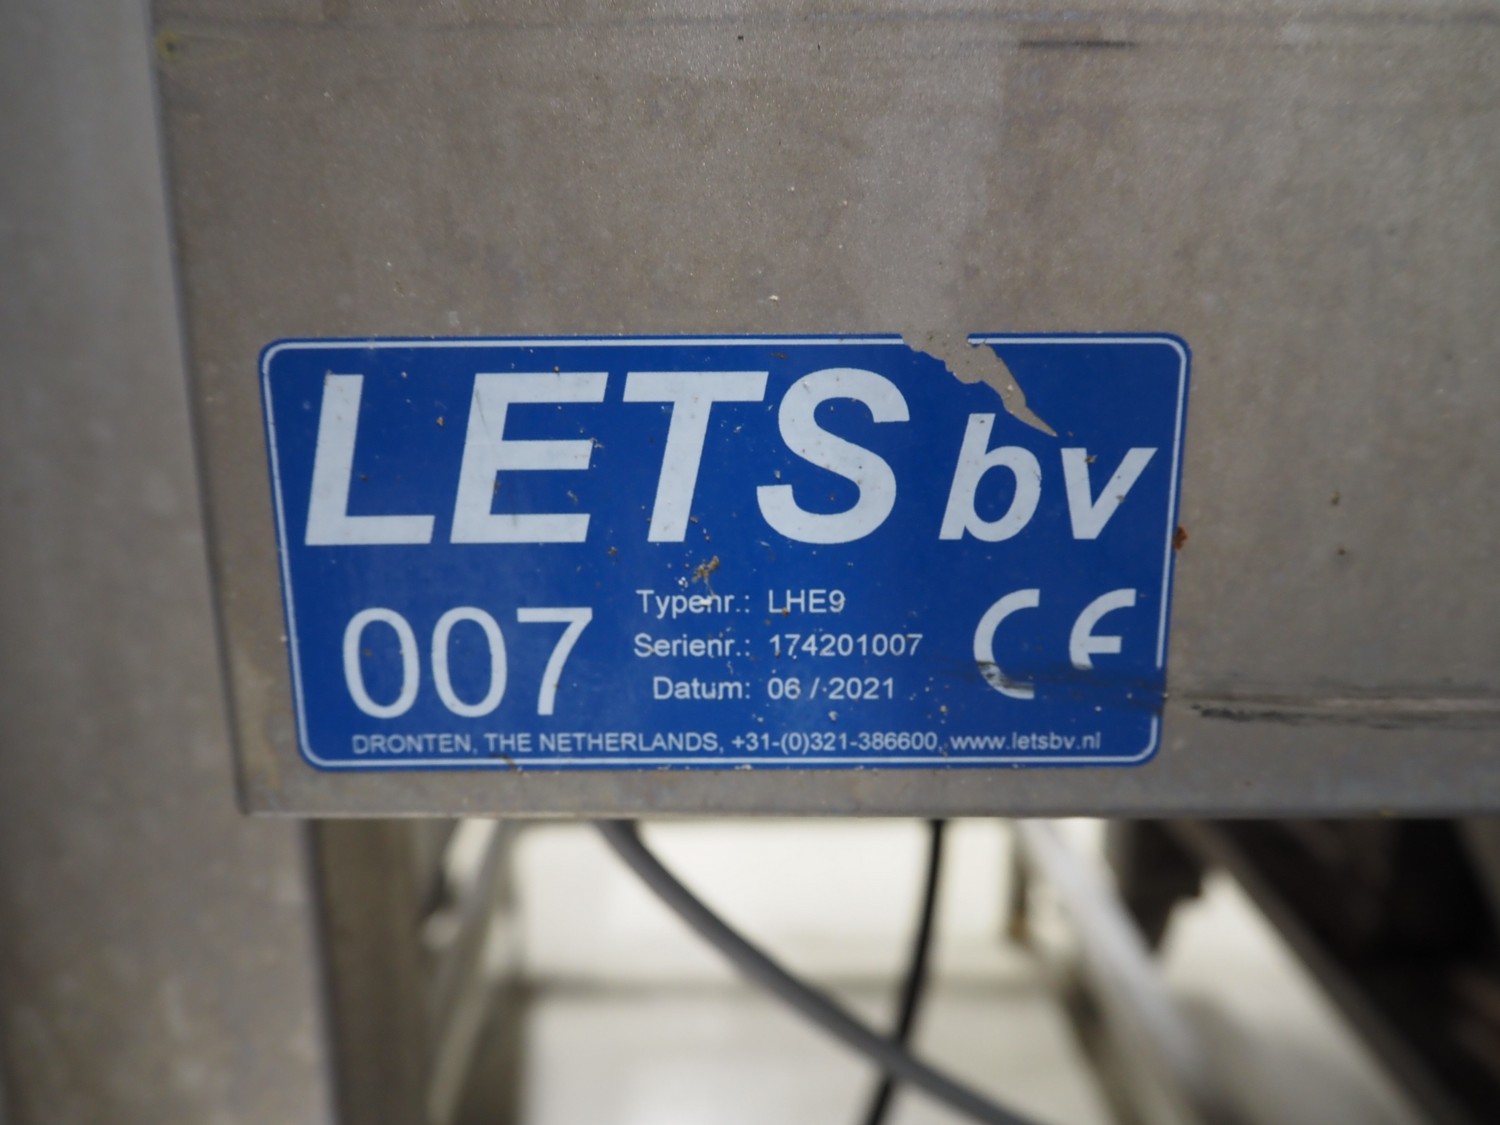 LETS bv
007
Typenr.: LHE9
Serienr.: 174201007
Datum: 06 / 2021
CE
DRONTEN, THE NETHERLANDS, +31-(0)321-386600, www.letsbv.nl